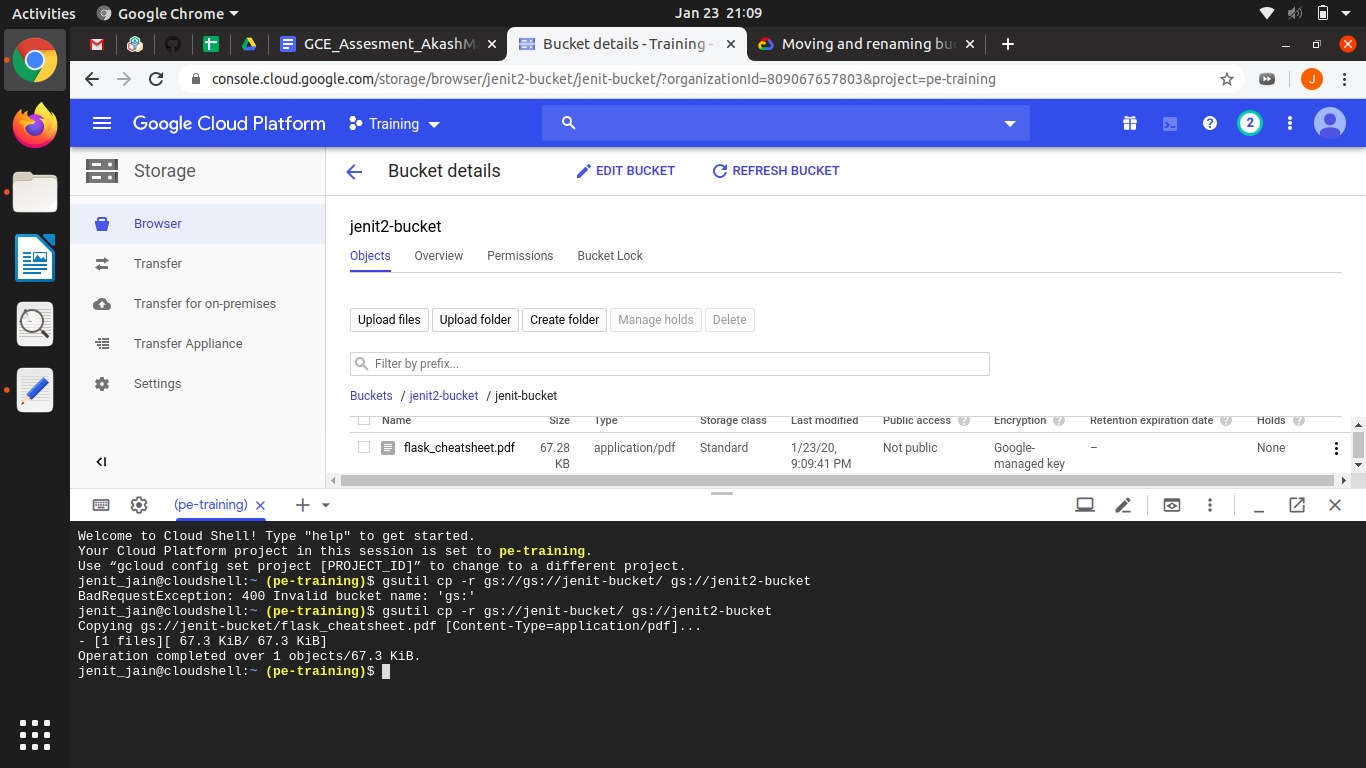 Activities
Google Chrome
Jan 23 21:09
GCE_Assesment_AkashM
Bucket details - Training -
Moving and renaming bu
console.cloud.google.com/storage/browser/jenit2-bucket/jenit-bucket/?organizationId=809067657803&project=pe-training
J
Google Cloud Platform
Training
2
Storage
Bucket details
EDIT BUCKET
REFRESH BUCKET
Browser
Transfer
Transfer for on-premises
Transfer Appliance
Settings
jenit2-bucket
Objects Overview Permissions Bucket Lock
Upload files Upload folder Create folder Manage holds Delete
Filter by prefix...
Buckets / jenit2-bucket / jenit-bucket
Name Size Type Storage class Last modified Public access Encryption Retention expiration date Holds
flask_cheatsheet.pdf 67.28 application/pdf Standard 1/23/20, Not public Google- – None
KB 9:09:41 PM managed key
(pe-training)
Welcome to Cloud Shell! Type "help" to get started.
Your Cloud Platform project in this session is set to pe-training.
Use “gcloud config set project [PROJECT_ID]” to change to a different project.
jenit_jain@cloudshell:~ (pe-training)$ gsutil cp -r gs://gs://jenit-bucket/ gs://jenit2-bucket
BadRequestException: 400 Invalid bucket name: 'gs:'
jenit_jain@cloudshell:~ (pe-training)$ gsutil cp -r gs://jenit-bucket/ gs://jenit2-bucket
Copying gs://jenit-bucket/flask_cheatsheet.pdf [Content-Type=application/pdf]...
- [1 files][ 67.3 KiB/ 67.3 KiB]
Operation completed over 1 objects/67.3 KiB.
jenit_jain@cloudshell:~ (pe-training)$